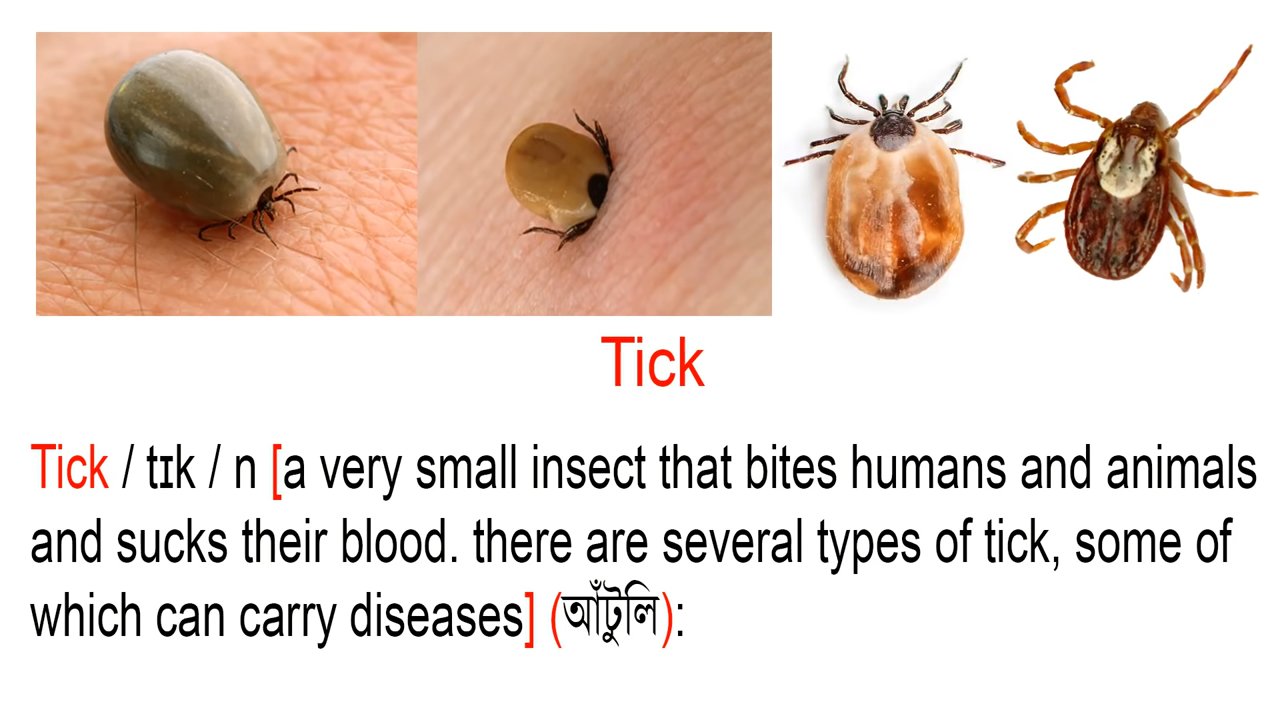 Tick
Tick / tɪk / n [a very small insect that bites humans and animals
and sucks their blood. there are several types of tick, some of
which can carry diseases] (আঁটুলি):